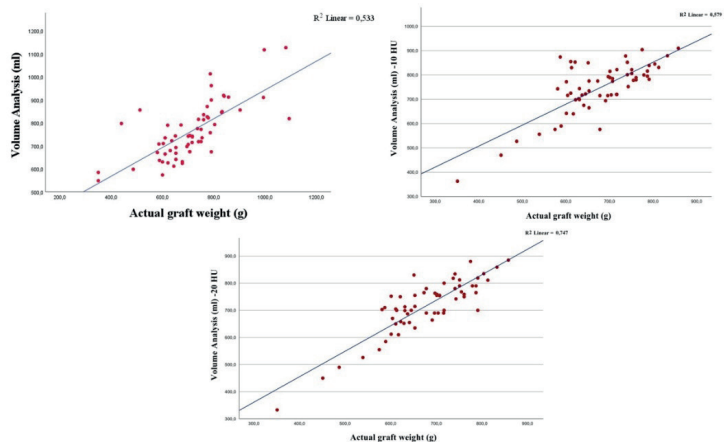 R² Linear = 0,533
Volume Analysis (ml)
1100,0
1000,0
900,0
800,0
700,0
600,0
500,0
200,0 400,0 600,0 800,0 1000,0 1200,0
Actual graft weight (g)
R² Linear = 0,579
Volume Analysis (ml) -10 HU
900,0
800,0
700,0
600,0
500,0
400,0
300,0
300,0 400,0 500,0 600,0 700,0 800,0 900,0
Actual graft weight (g)
R² Linear = 0,747
Volume Analysis (ml) -20 HU
900,0
800,0
700,0
600,0
500,0
400,0
300,0
300,0 400,0 500,0 600,0 700,0 800,0 900,0
Actual graft weight (g)